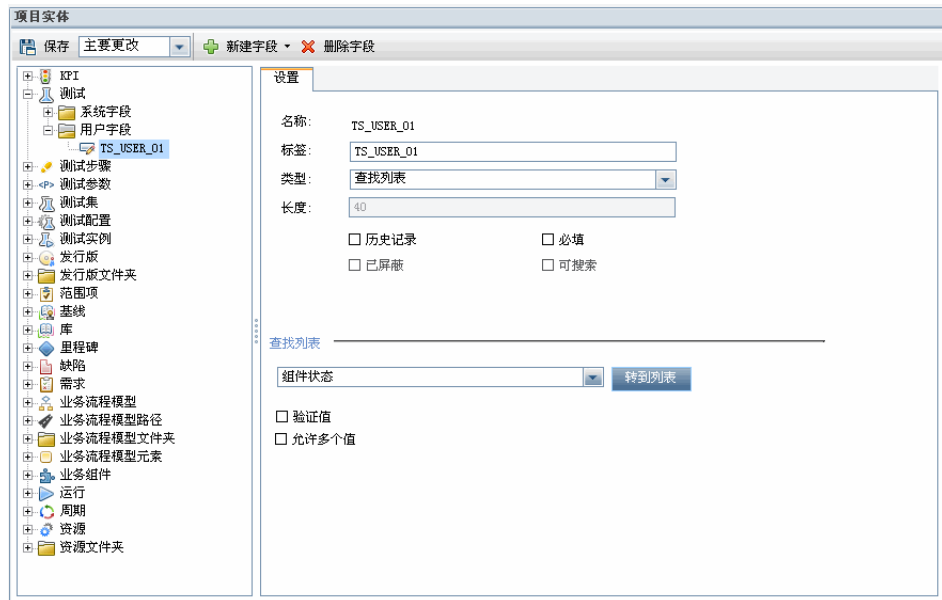 项目实体
保存 主要更改 新建字段 删除字段
KPI
测试
系统字段
用户字段
TS_USER_01
测试步骤
<P> 测试参数
测试集
测试配置
测试实例
发行版
发行版文件夹
范围项
基线
库
里程碑
缺陷
需求
业务流程模型
业务流程模型路径
业务流程模型文件夹
业务流程模型元素
业务组件
运行
周期
资源
资源文件夹
设置
名称: TS_USER_01
标签: TS_USER_01
类型: 查找列表
长度: 40
历史记录 必填
已屏蔽 可搜索
查找列表
组件状态 转到列表
验证值
允许多个值